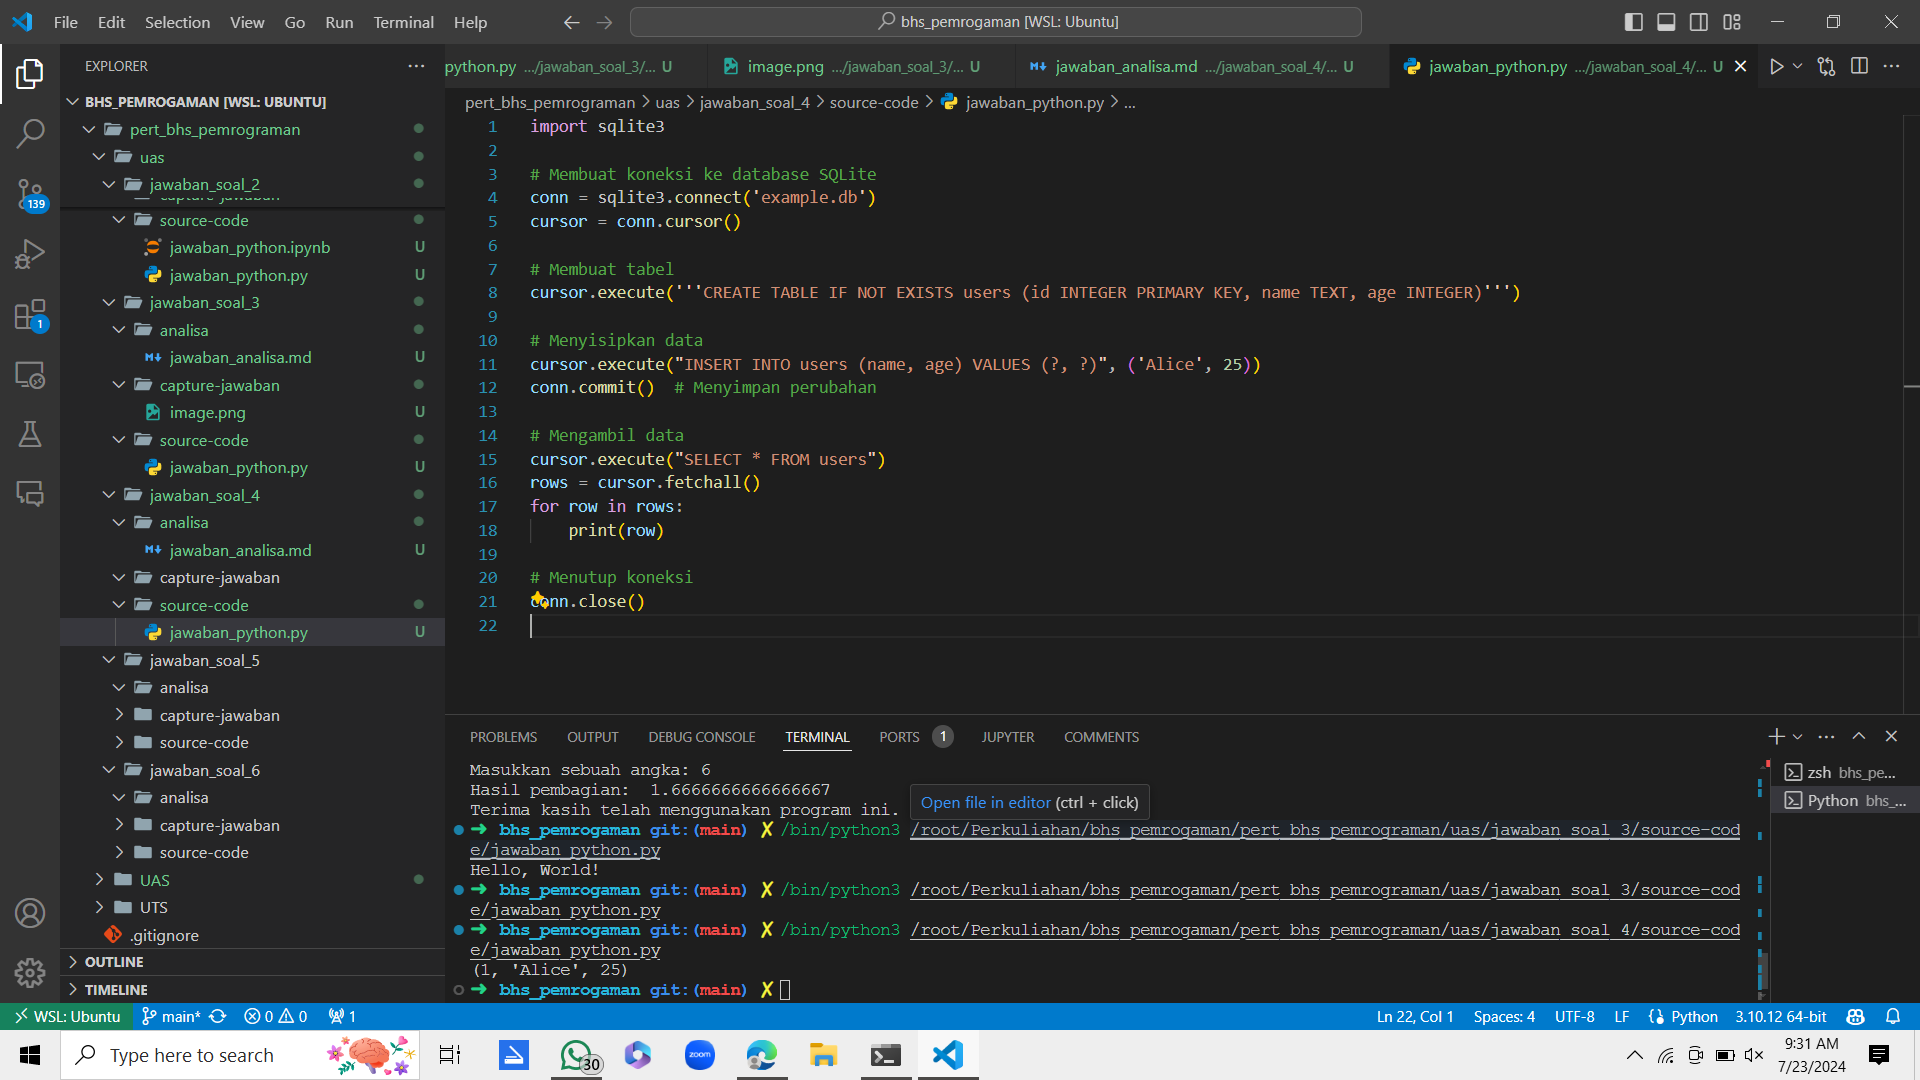 File Edit Selection View Go Run Terminal Help
bhs_pemrogaman [WSL: Ubuntu]
EXPLORER
python.py .../jawaban_soal_3/... U
image.png .../jawaban_soal_3/... U
jawaban_analisa.md .../jawaban_soal_4/... U
jawaban_python.py .../jawaban_soal_4/... U
BHS_PEMROGAMAN [WSL: UBUNTU]
pert_bhs_pemrograman
uas
jawaban_soal_2
source-code
jawaban_python.ipynb U
jawaban_python.py U
jawaban_soal_3
analisa
jawaban_analisa.md U
capture-jawaban
image.png U
source-code
jawaban_python.py U
jawaban_soal_4
analisa
jawaban_analisa.md U
capture-jawaban
source-code
jawaban_python.py U
jawaban_soal_5
analisa
capture-jawaban
source-code
jawaban_soal_6
analisa
capture-jawaban
source-code
UAS
UTS
.gitignore
OUTLINE
TIMELINE
139
1
pert_bhs_pemrograman > uas > jawaban_soal_4 > source-code > jawaban_python.py > ...
1 import sqlite3
2
3 # Membuat koneksi ke database SQLite
4 conn = sqlite3.connect('example.db')
5 cursor = conn.cursor()
6
7 # Membuat tabel
8 cursor.execute('''CREATE TABLE IF NOT EXISTS users (id INTEGER PRIMARY KEY, name TEXT, age INTEGER)''')
9
10 # Menyisipkan data
11 cursor.execute("INSERT INTO users (name, age) VALUES (?, ?)", ('Alice', 25))
12 conn.commit()  # Menyimpan perubahan
13
14 # Mengambil data
15 cursor.execute("SELECT * FROM users")
16 rows = cursor.fetchall()
17 for row in rows:
18     print(row)
19
20 # Menutup koneksi
21 conn.close()
22
PROBLEMS OUTPUT DEBUG CONSOLE TERMINAL PORTS 1 JUPYTER COMMENTS
Masukkan sebuah angka: 6
Hasil pembagian:  1.6666666666666667
Terima kasih telah menggunakan program ini.
Open file in editor (ctrl + click)
➜ bhs_pemrogaman git:(main) ✗ /bin/python3 /root/Perkuliahan/bhs_pemrogaman/pert_bhs_pemrograman/uas/jawaban_soal_3/source-cod
e/jawaban_python.py
Hello, World!
➜ bhs_pemrogaman git:(main) ✗ /bin/python3 /root/Perkuliahan/bhs_pemrogaman/pert_bhs_pemrograman/uas/jawaban_soal_3/source-cod
e/jawaban_python.py
➜ bhs_pemrogaman git:(main) ✗ /bin/python3 /root/Perkuliahan/bhs_pemrogaman/pert_bhs_pemrograman/uas/jawaban_soal_4/source-cod
e/jawaban_python.py
(1, 'Alice', 25)
➜ bhs_pemrogaman git:(main) ✗
zsh bhs_pe...
Python bhs_...
WSL: Ubuntu main* 0 0 1
Ln 22, Col 1 Spaces: 4 UTF-8 LF Python 3.10.12 64-bit
Type here to search
30
zoom
9:31 AM
7/23/2024